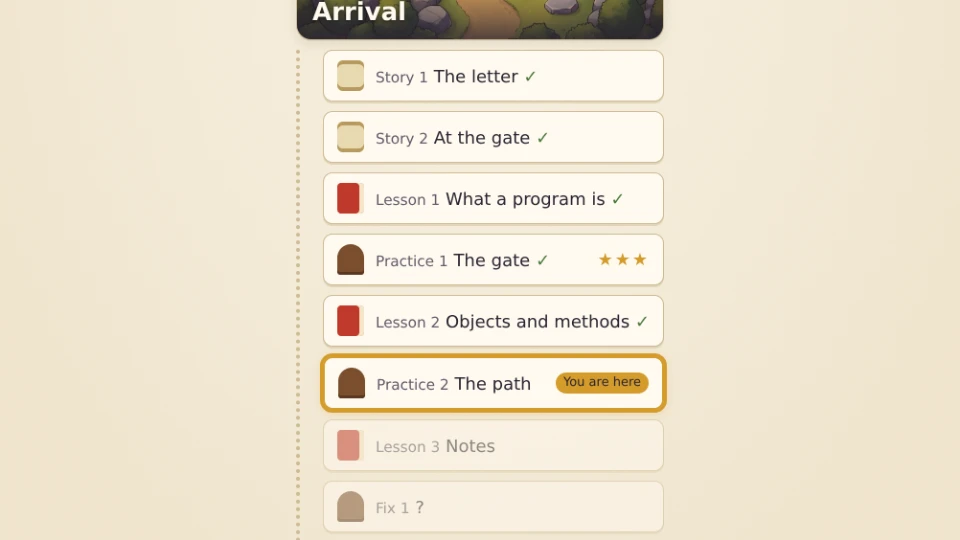 Arrival
Story 1 The letter ✓
Story 2 At the gate ✓
Lesson 1 What a program is ✓
Practice 1 The gate ✓ ★★★
Lesson 2 Objects and methods ✓
Practice 2 The path You are here
Lesson 3 Notes
Fix 1 ?